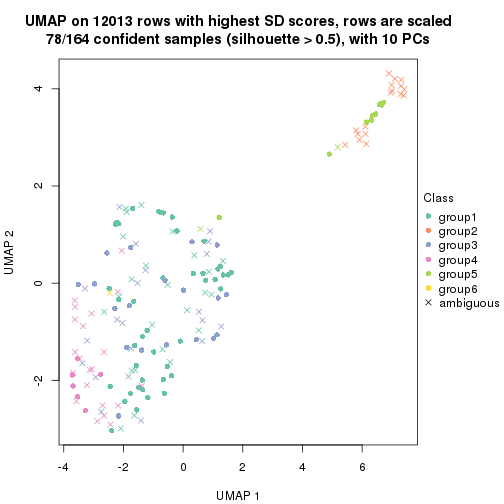 UMAP on 12013 rows with highest SD scores, rows are scaled
78/164 confident samples (silhouette > 0.5), with 10 PCs
4
2
0
-2
UMAP 2
-4
-2
0
2
4
6
UMAP 1
Class
group1
group2
group3
group4
group5
group6
ambiguous